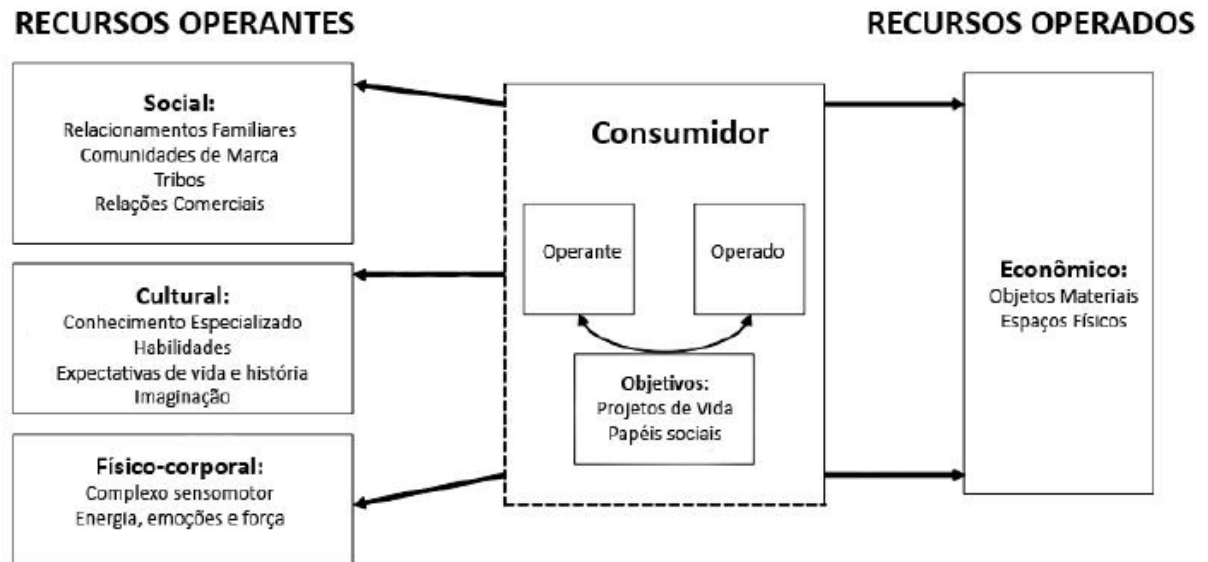 RECURSOS OPERANTES
RECURSOS OPERADOS
Social:
Relacionamentos Familiares
Comunidades de Marca
Tribos
Relações Comerciais
Cultural:
Conhecimento Especializado
Habilidades
Expectativas de vida e história
Imaginação
Físico-corporal:
Complexo sensomotor
Energia, emoções e força
Consumidor
Operante
Operado
Objetivos:
Projetos de Vida
Papéis sociais
Econômico:
Objetos Materiais
Espaços Físicos